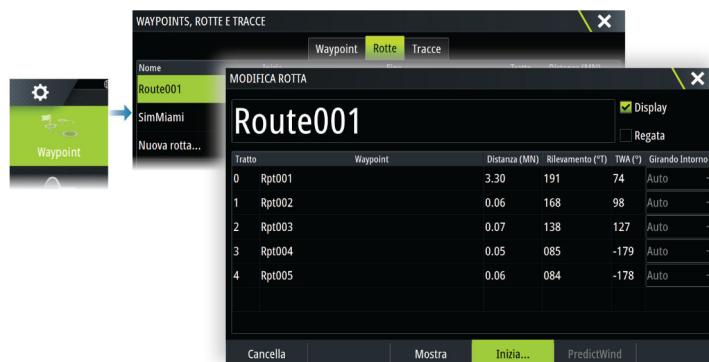 WAYPOINTS, ROTTE E TRACCE
Waypoint Rotte Tracce
Nome
Route001
SimMiami
Nuova rotta...
Waypoint
MODIFICA ROTTA
Route001
Display
Regata
Tratto Waypoint Distanza (MN) Rilevamento (°T) TWA (°) Girando Intorno
0 Rpt001 3.30 191 74 Auto
1 Rpt002 0.06 168 98 Auto
2 Rpt003 0.07 138 127 Auto
3 Rpt004 0.05 085 -179 Auto
4 Rpt005 0.06 084 -178 Auto
Cancella Mostra Inizia... PredictWind